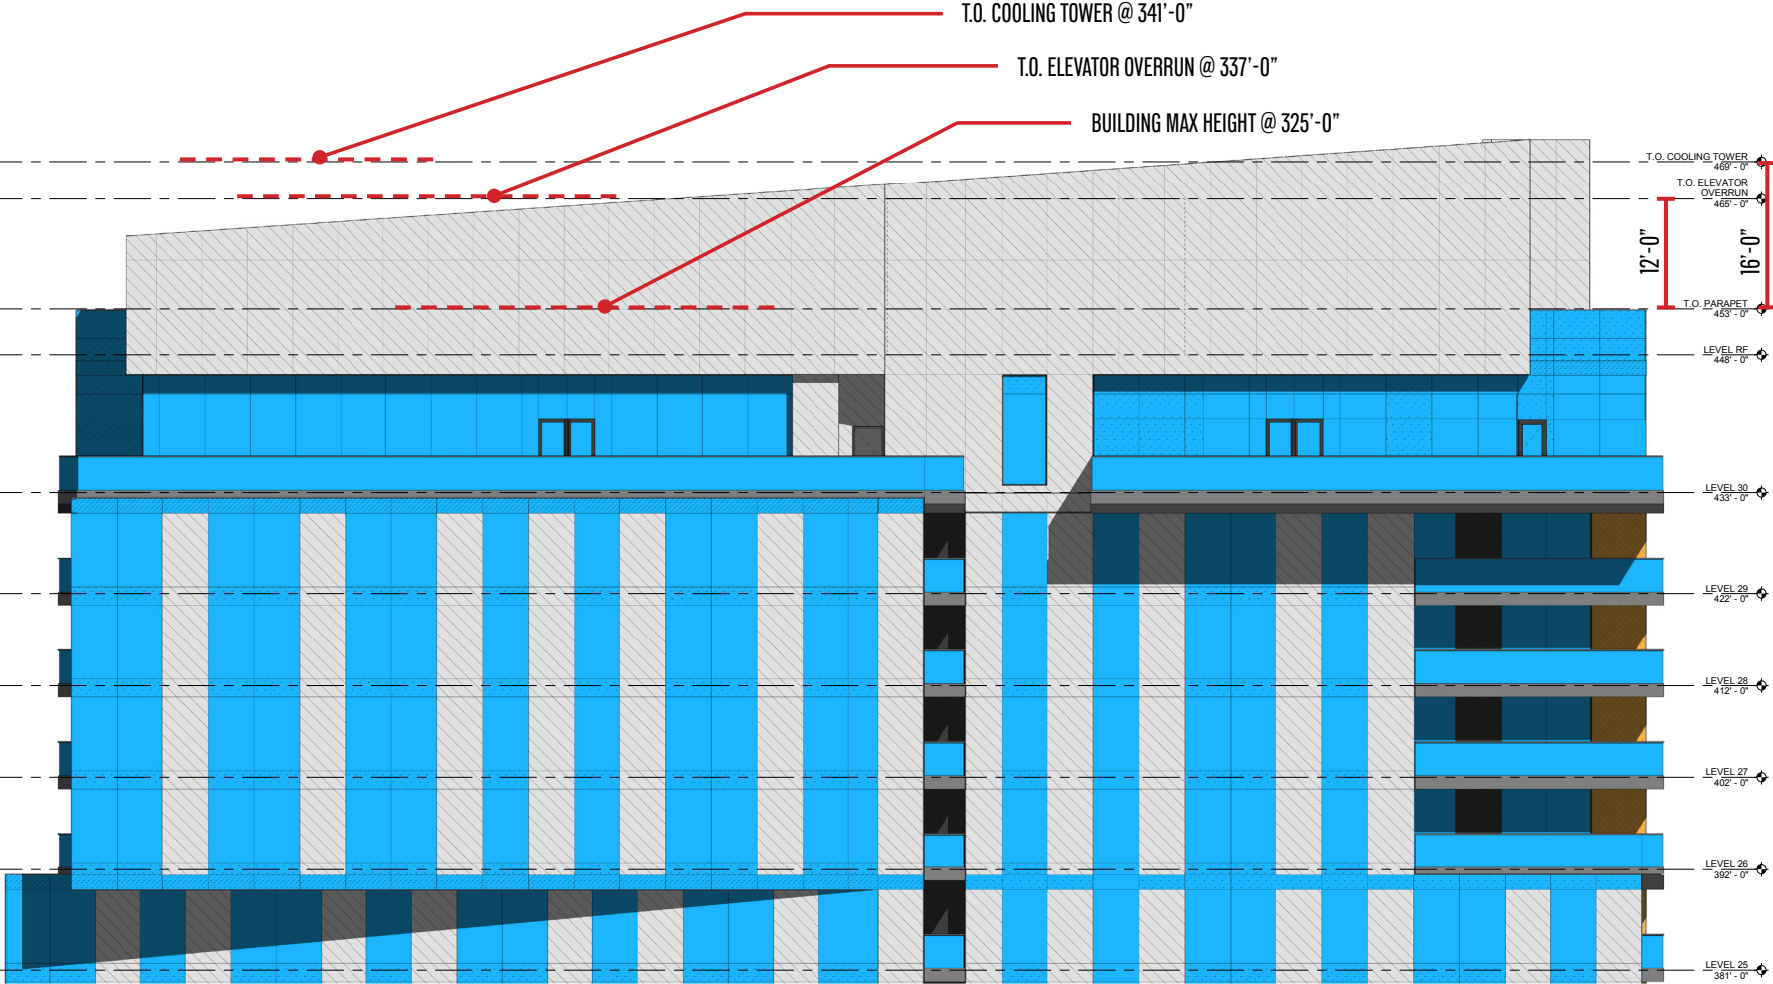 T.O. COOLING TOWER @ 341'-0"
T.O. ELEVATOR OVERRUN @ 337'-0"
BUILDING MAX HEIGHT @ 325'-0"
T.O. COOLING TOWER
469' - 0"
T.O. ELEVATOR
OVERRUN
465' - 0"
12'-0"
16'-0"
T.O. PARAPET
453' - 0"
LEVEL RF
448' - 0"
LEVEL 30
433' - 0"
LEVEL 29
422' - 0"
LEVEL 28
412' - 0"
LEVEL 27
402' - 0"
LEVEL 26
392' - 0"
LEVEL 25
381' - 0"